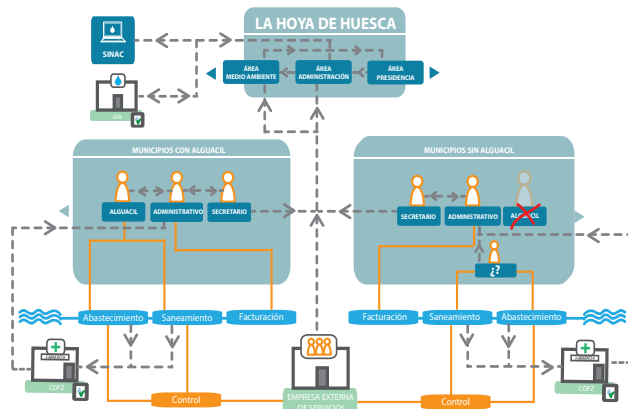 LA HOYA DE HUESCA
SINAC
ÁREA
MEDIO AMBIENTE
ÁREA
ADMINISTRACIÓN
ÁREA
PRESIDENCIA
IAA
MUNICIPIOS CON ALGUACIL
ALGUACIL
ADMINISTRATIVO
SECRETARIO
MUNICIPIOS SIN ALGUACIL
SECRETARIO
ADMINISTRATIVO
ALGUACIL
¿?
Abastecimiento
Saneamiento
Facturación
Facturación
Saneamiento
Abastecimiento
FARMACIA
COFZ
Control
EMPRESA EXTERNA
DE SERVICIOS
Control
FARMACIA
COFZ